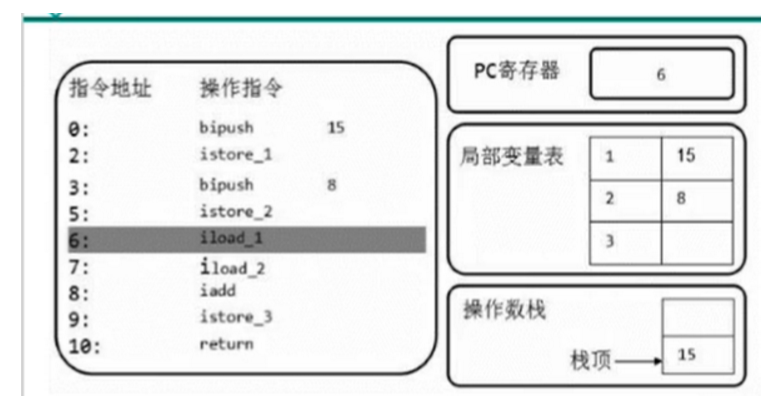 指令地址 操作指令
0: bipush 15
2: istore_1
3: bipush 8
5: istore_2
6: iload_1
7: iload_2
8: iadd
9: istore_3
10: return
PC寄存器 6
局部变量表 1 15
2 8
3
操作数栈
栈顶 15